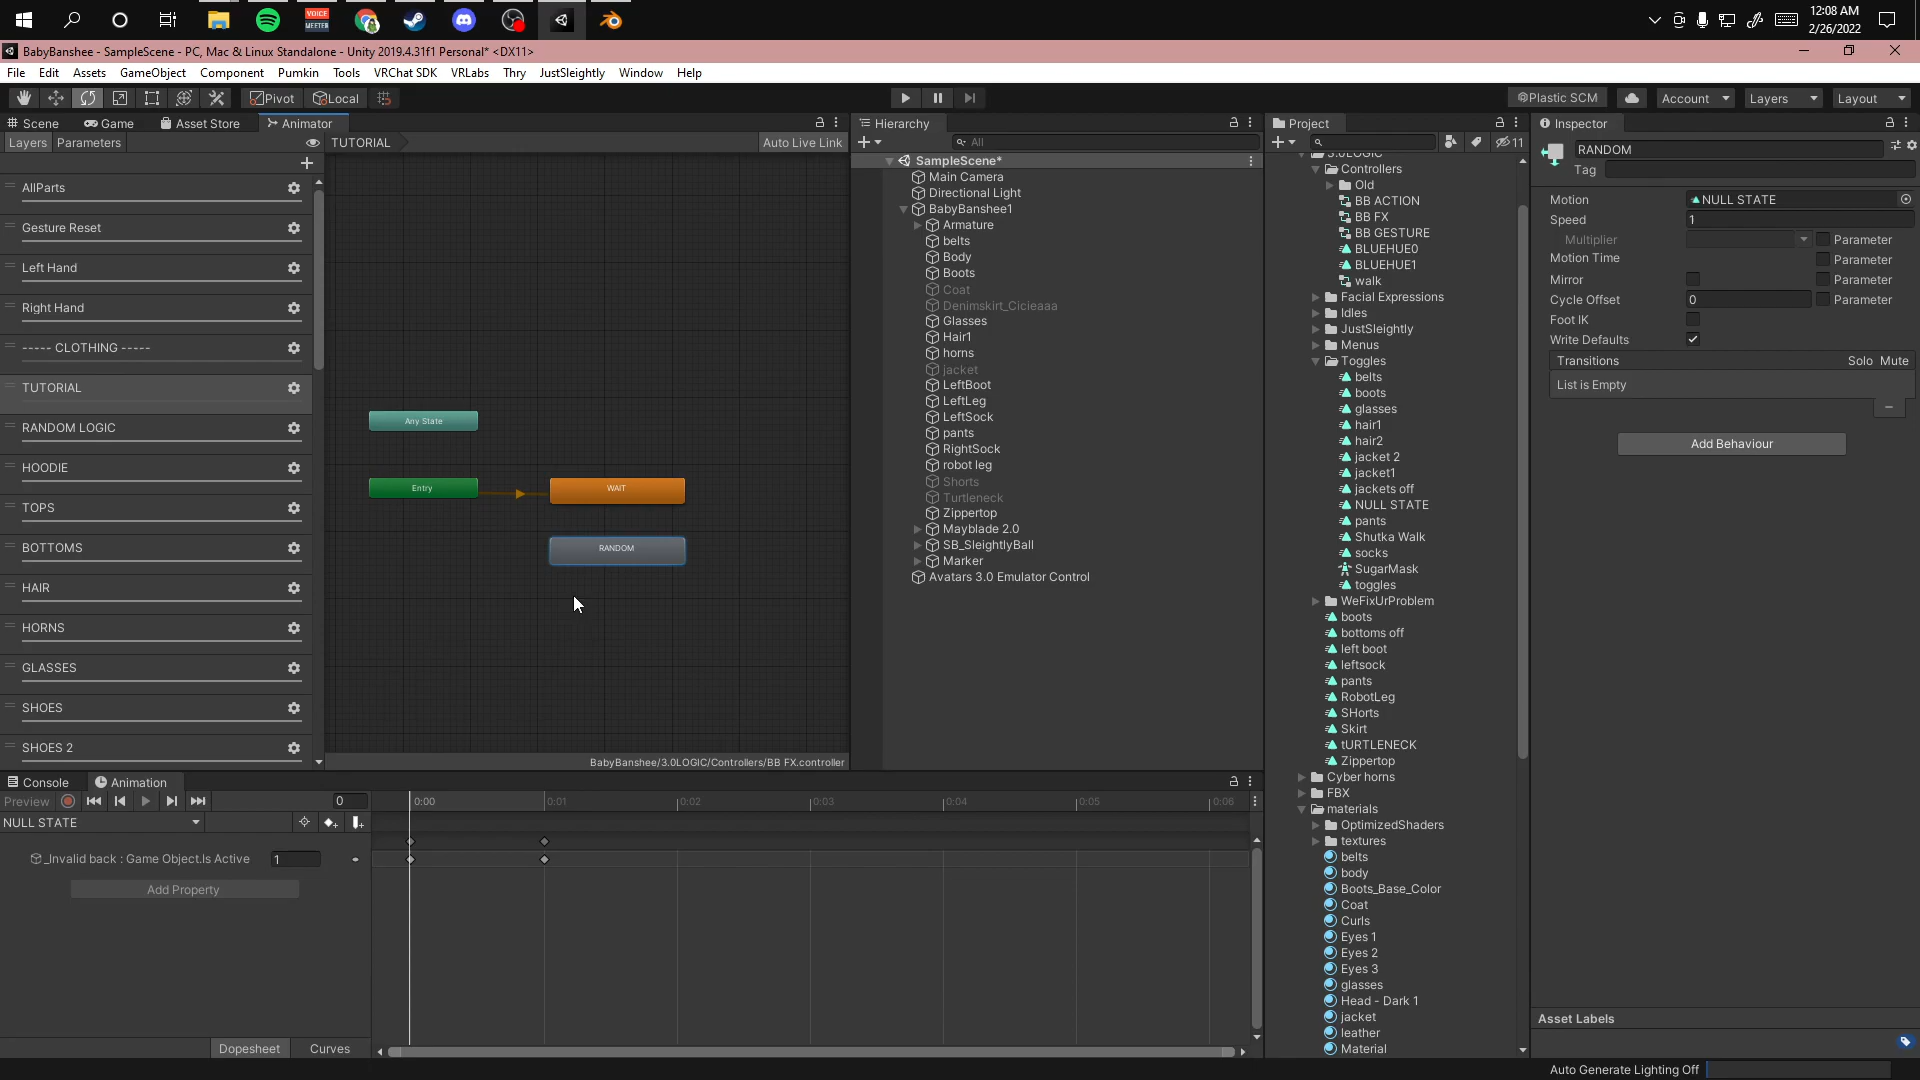 VOICE
MEETER
12:08 AM
2/26/2022
BabyBanshee - SampleScene - PC, Mac & Linux Standalone - Unity 2019.4.31f1 Personal* <DX11>
File Edit Assets GameObject Component Pumkin Tools VRChat SDK VRLabs Thry JustSleightly Window Help
Pivot Local Plastic SCM Account Layers Layout
Scene Game Asset Store Animator
Layers Parameters TUTORIAL Auto Live Link
AllParts
Gesture Reset
Left Hand
Right Hand
----- CLOTHING -----
TUTORIAL
RANDOM LOGIC
HOODIE
TOPS
BOTTOMS
HAIR
HORNS
GLASSES
SHOES
SHOES 2
Any State
Entry
WAIT
RANDOM
BabyBanshee/3.0LOGIC/Controllers/BB FX.controller
Hierarchy
All
SampleScene*
Main Camera
Directional Light
BabyBanshee1
Armature
belts
Body
Boots
Coat
Denimskirt_Cicieaaa
Glasses
Hair1
horns
jacket
LeftBoot
LeftLeg
LeftSock
pants
RightSock
robot leg
Shorts
Turtleneck
Zippertop
Mayblade 2.0
SB_SleightlyBall
Marker
Avatars 3.0 Emulator Control
Project
11
3.0LOGIC
Controllers
Old
BB ACTION
BB FX
BB GESTURE
BLUEHUE0
BLUEHUE1
walk
Facial Expressions
Idles
JustSleightly
Menus
Toggles
belts
boots
glasses
hair1
hair2
jacket 2
jacket1
jackets off
NULL STATE
pants
Shutka Walk
socks
SugarMask
toggles
WeFixUrProblem
boots
bottoms off
left boot
leftsock
pants
RobotLeg
SHorts
Skirt
tURTLENECK
Zippertop
Cyber horns
FBX
materials
OptimizedShaders
textures
belts
body
Boots_Base_Color
Coat
Curls
Eyes 1
Eyes 2
Eyes 3
glasses
Head - Dark 1
jacket
leather
Material
Inspector
RANDOM
Tag
Motion NULL STATE
Speed 1
Multiplier Parameter
Motion Time Parameter
Mirror Parameter
Cycle Offset 0 Parameter
Foot IK
Write Defaults
Transitions Solo Mute
List is Empty
Add Behaviour
Asset Labels
Console Animation
Preview 0 0:00 0:01 0:02 0:03 0:04 0:05 0:06
NULL STATE
_Invalid back : Game Object.Is Active 1
Add Property
Dopesheet Curves
Auto Generate Lighting Off